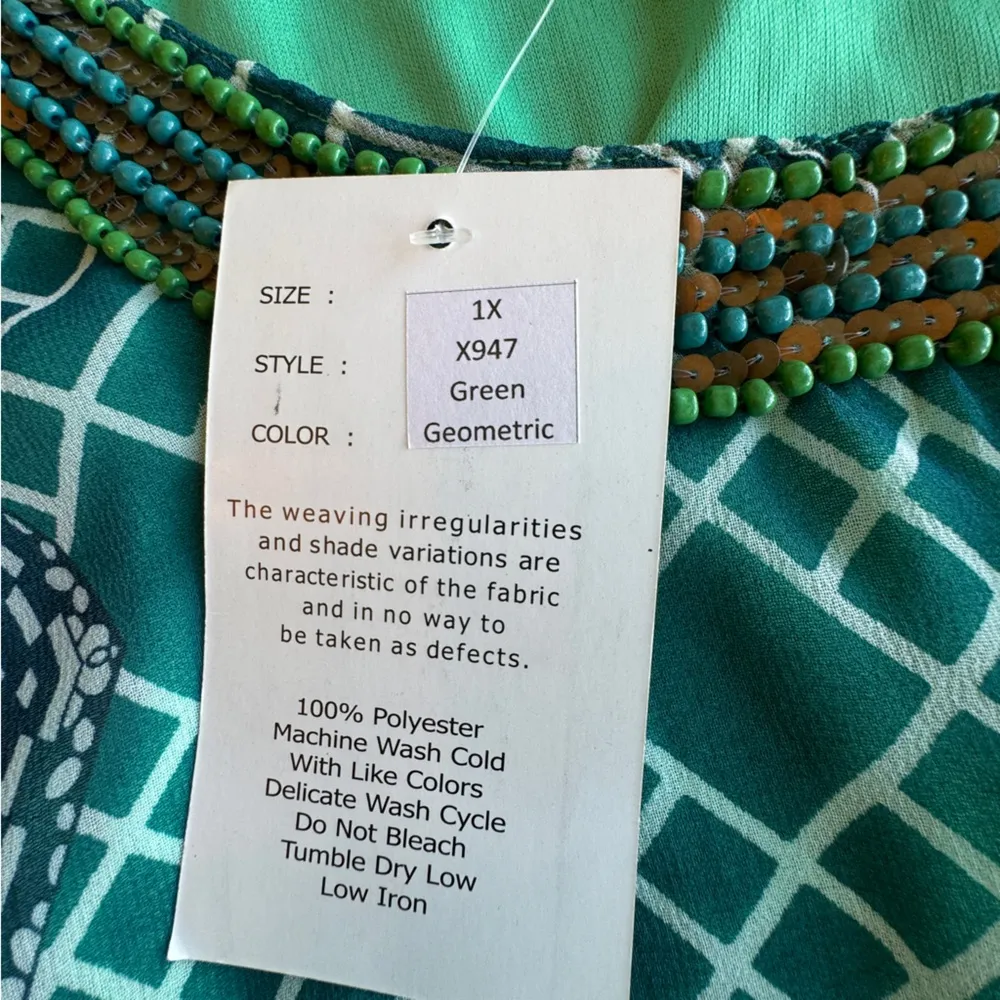 SIZE : 1X
STYLE : X947
COLOR : Green
Geometric
The weaving irregularities
and shade variations are
characteristic of the fabric
and in no way to
be taken as defects.
100% Polyester
Machine Wash Cold
With Like Colors
Delicate Wash Cycle
Do Not Bleach
Tumble Dry Low
Low Iron